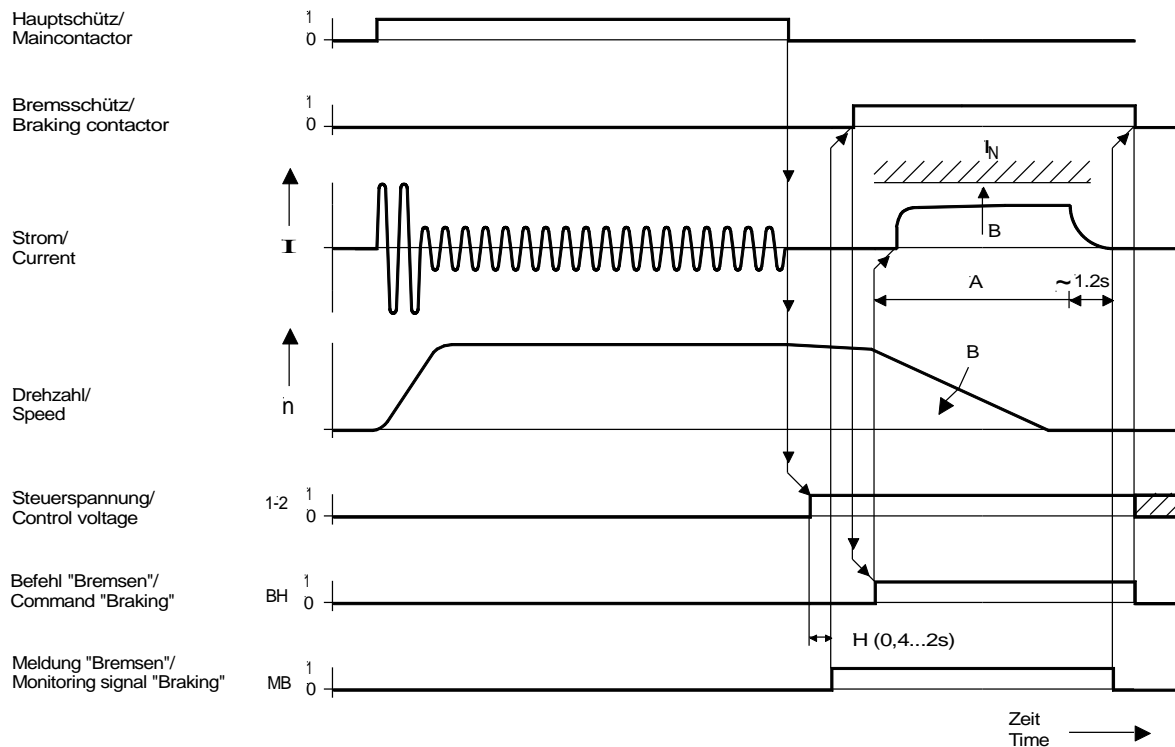 Hauptschütz/
Maincontactor
1
0
Bremsschütz/
Braking contactor
1
0
I
N
Strom/
Current
I
B
A
~1.2s
B
Drehzahl/
Speed
n
Steuerspannung/
Control voltage
1-2
1
0
Befehl "Bremsen"/
Command "Braking"
BH
1
0
H (0,4...2s)
Meldung "Bremsen"/
Monitoring signal "Braking"
MB
1
0
Zeit
Time